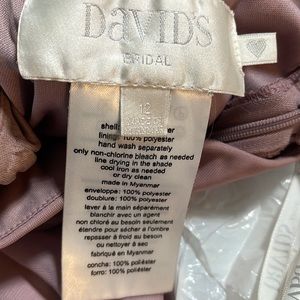 DAVID'S
BRIDAL
12
shell: 100% polyester
lining: 100% polyester
hand wash separately
only non-chlorine bleach as needed
line drying in the shade
cool iron as needed
or dry clean
made in Myanmar
enveloppe: 100% polyester
doublure: 100% polyester
lever à la main séparément
blanchir avec un agent
non chloré au besoin seulement
étendre pour sécher à l'ombre
repasser à froid au besoin
ou nettoyer à sec
fabriqué en Myanmar
concha: 100% polyester
forro: 100% polyester